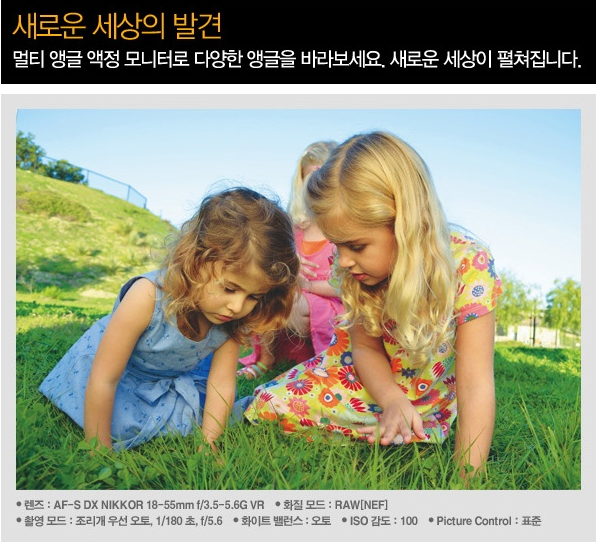 새로운 세상의 발견
멀티 앵글 액정 모니터로 다양한 앵글을 바라보세요. 새로운 세상이 펼쳐집니다.
• 렌즈 : AF-S DX NIKKOR 18-55mm f/3.5-5.6G VR • 화질 모드 : RAW[NEF]
• 촬영 모드 : 조리개 우선 오토, 1/180 초, f/5.6 • 화이트 밸런스 : 오토 • ISO 감도 : 100 • Picture Control : 표준